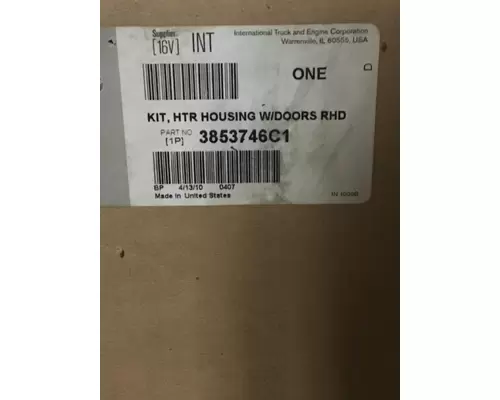 Supplier
[16V] INT
International Truck and Engine Corporation
Warrenville, IL 60555, USA
ONE
D
KIT, HTR HOUSING W/DOORS RHD
PART NO
[1P] 3853746C1
BP 4/13/10 0407
Made in United States